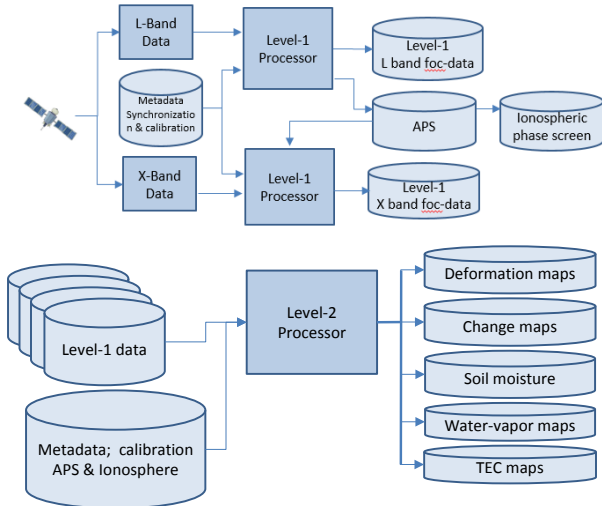 L-Band
Data
Level-1
Processor
Level-1
L band foc-data
Metadata
Synchronizatio
n & calibration
APS
Ionospheric
phase screen
X-Band
Data
Level-1
Processor
Level-1
X band foc-data
Level-1 data
Level-2
Processor
Metadata; calibration
APS & Ionosphere
Deformation maps
Change maps
Soil moisture
Water-vapor maps
TEC maps